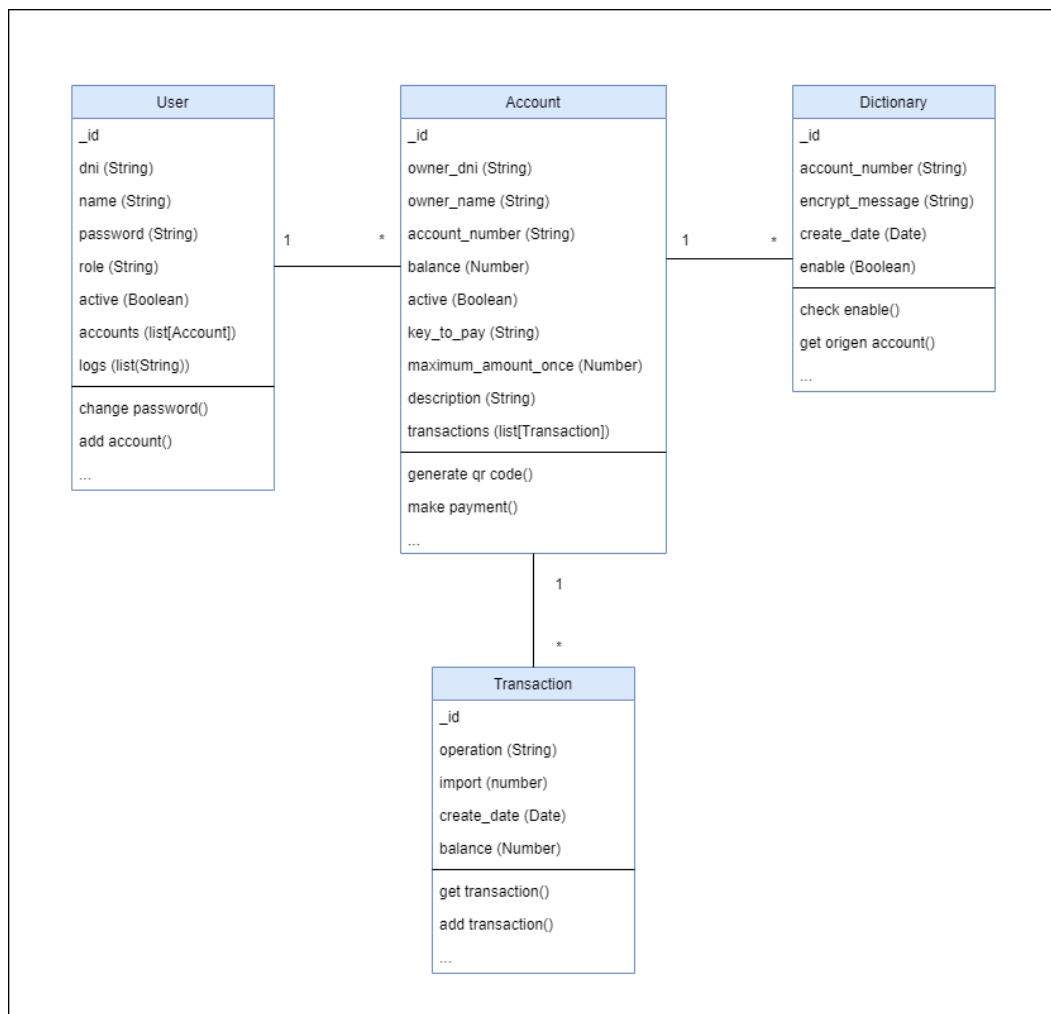 User
_id
dni (String)
name (String)
password (String)
role (String)
active (Boolean)
accounts (list[Account])
logs (list(String))
change password()
add account()
...
1
*
Account
_id
owner_dni (String)
owner_name (String)
account_number (String)
balance (Number)
active (Boolean)
key_to_pay (String)
maximum_amount_once (Number)
description (String)
transactions (list[Transaction])
generate qr code()
make payment()
...
1
*
Dictionary
_id
account_number (String)
encrypt_message (String)
create_date (Date)
enable (Boolean)
check enable()
get origen account()
...
1
*
Transaction
_id
operation (String)
import (number)
create_date (Date)
balance (Number)
get transaction()
add transaction()
...